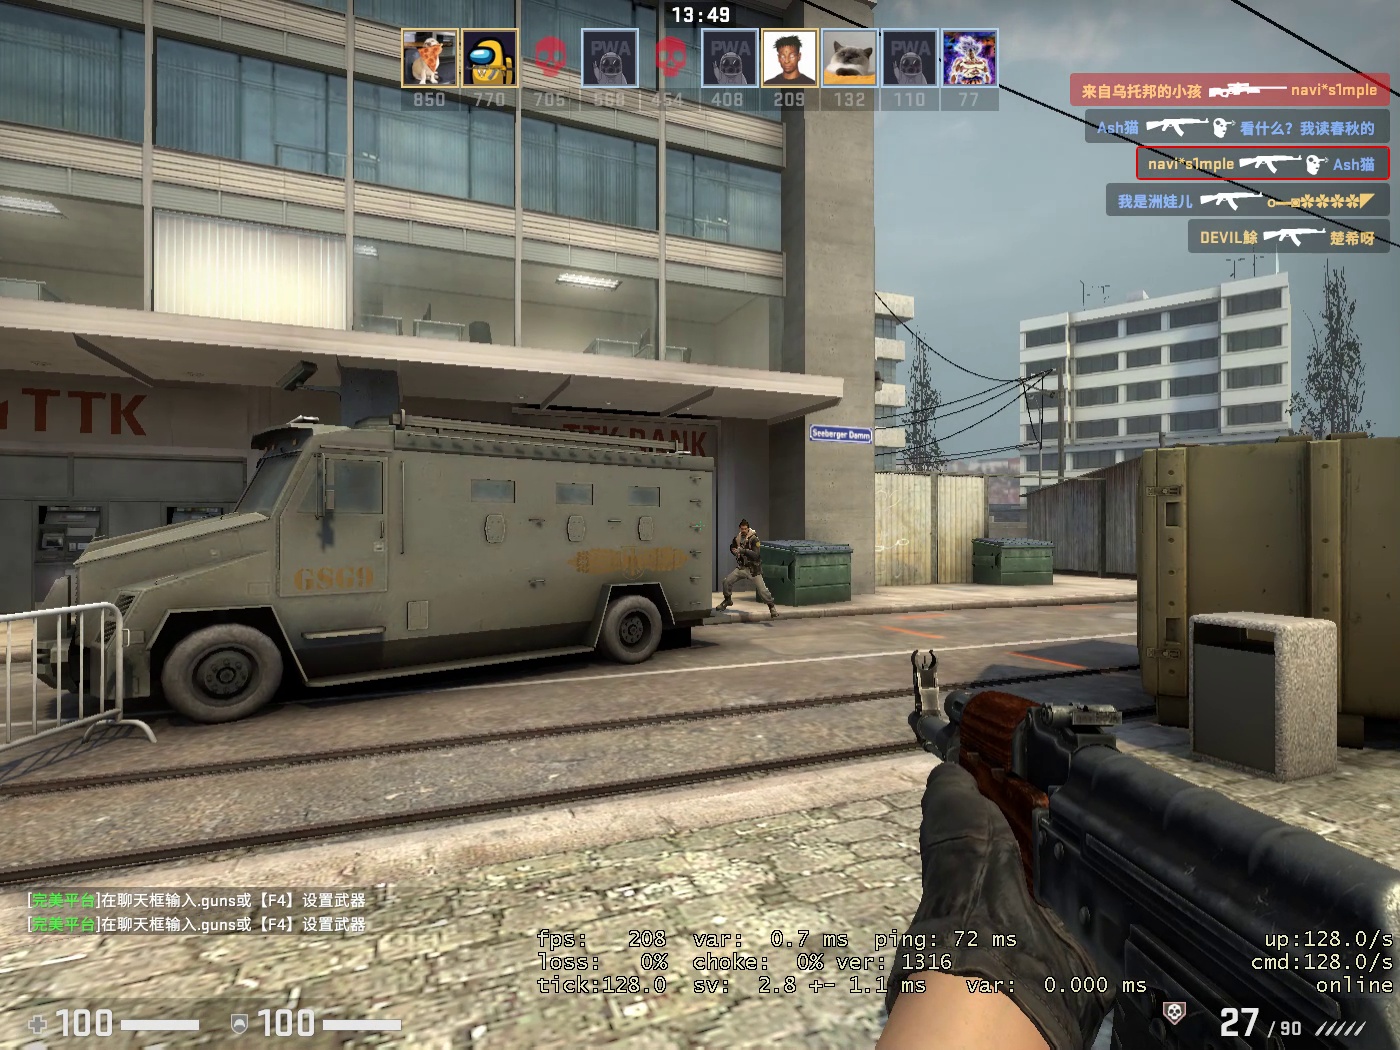 13:49
PWA PWA PWA
850 770 705 568 454 408 209 132 110 77
来自乌托邦的小孩 navi*s1mple
Ash猫 看什么？我读春秋的
navi*s1mple Ash猫
我是洲娃儿
DEVIL鮽 楚希呀
TTK
TTK BANK
Seeberger Damm
GSG9
[完美平台]在聊天框输入.guns或【F4】设置武器
[完美平台]在聊天框输入.guns或【F4】设置武器
fps: 208 var: 0.7 ms ping: 72 ms
loss: 0% choke: 0% ver: 1316
tick:128.0 sv: 2.8 +- 1.1 ms var: 0.000 ms
up:128.0/s
cmd:128.0/s
online
100 100
27 / 90